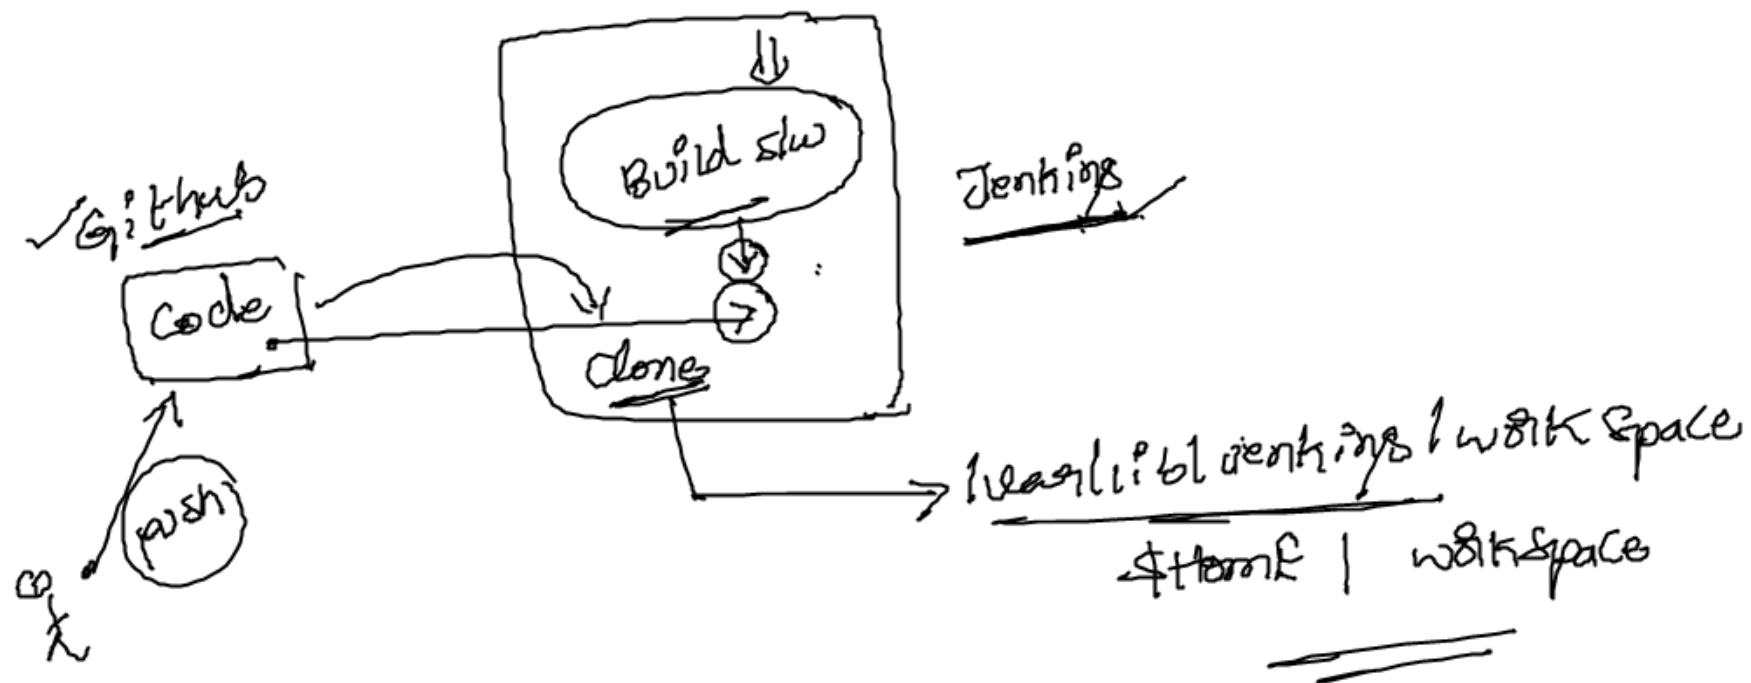 Github
Code
push
Build s/w
clone
Jenkins
/var/lib/jenkins/workspace
$HomE / workspace